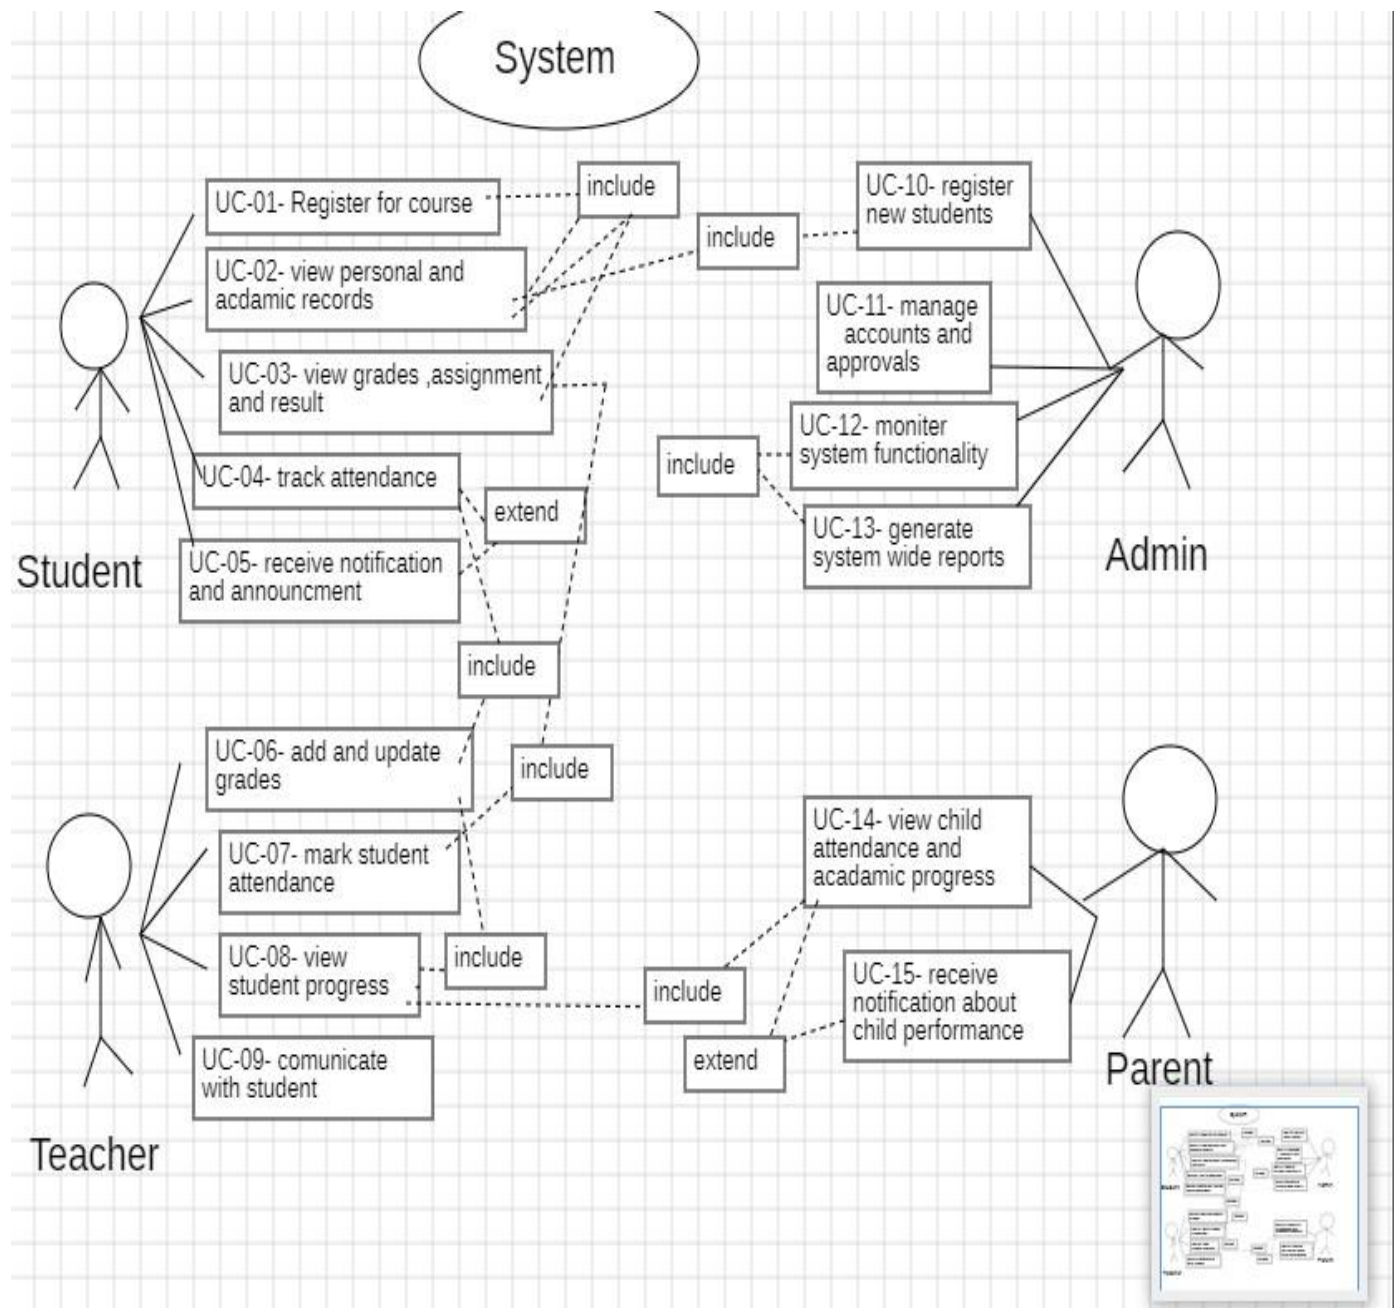 System
UC-01- Register for course
include
UC-02- view personal and
acdamic records
include
UC-10- register
new students
UC-03- view grades ,assignment
and result
UC-11- manage
accounts and
approvals
UC-04- track attendance
extend
include
UC-12- moniter
system functionality
UC-05- receive notification
and announcment
UC-13- generate
system wide reports
Student
Admin
include
UC-06- add and update
grades
include
UC-07- mark student
attendance
UC-14- view child
attendance and
acadamic progress
UC-08- view
student progress
include
include
UC-15- receive
notification about
child performance
UC-09- comunicate
with student
extend
Parent
Teacher